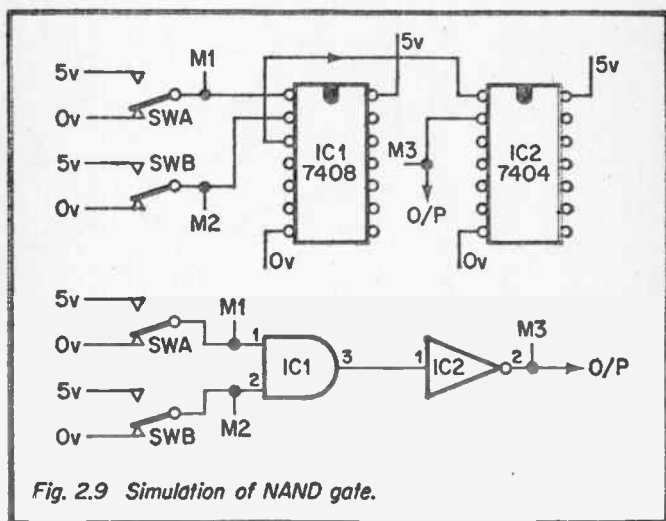 M1
5v
5v
5v
0v
SWA
5v
SWB
IC1
7408
M3
IC2
7404
0v
M2
O/P
0v
0v
5v
M1
0v
SWA
1
IC1
3
1
IC2
2
M3
O/P
5v
2
0v
SWB
M2
Fig. 2.9 Simulation of NAND gate.